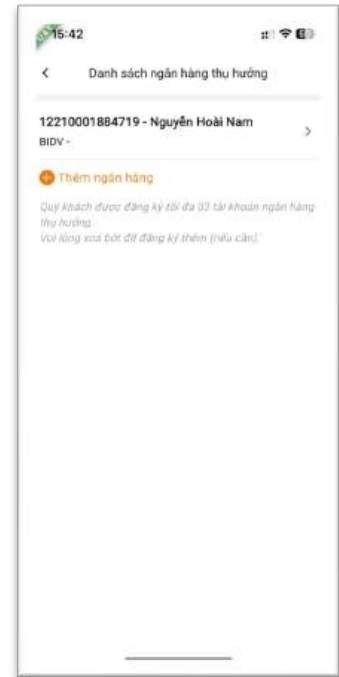 15:42
Danh sách ngân hàng thụ hưởng
12210001884719 - Nguyễn Hoài Nam
BIDV -
Thêm ngân hàng
Quý khách được đăng ký tối đa 03 tài khoản ngân hàng
thụ hưởng.
Vui lòng xoá bớt để đăng ký thêm (nếu cần).